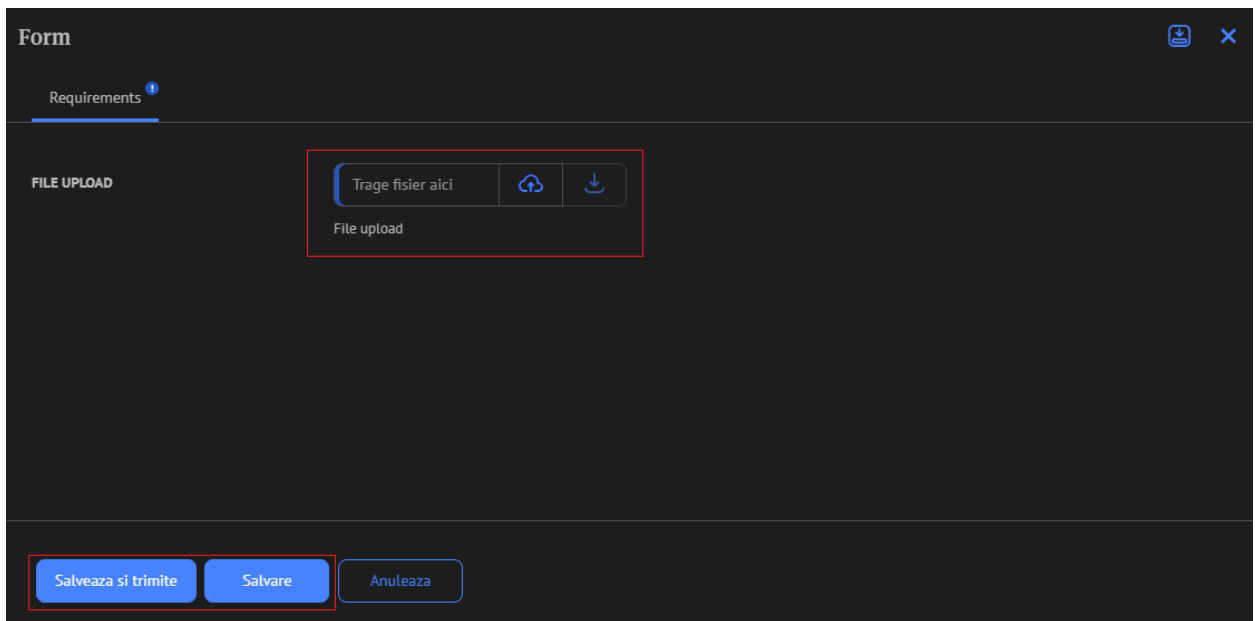 Form
Requirements !
FILE UPLOAD
Trage fisier aici
File upload
Salveaza si trimite Salvare Anuleaza